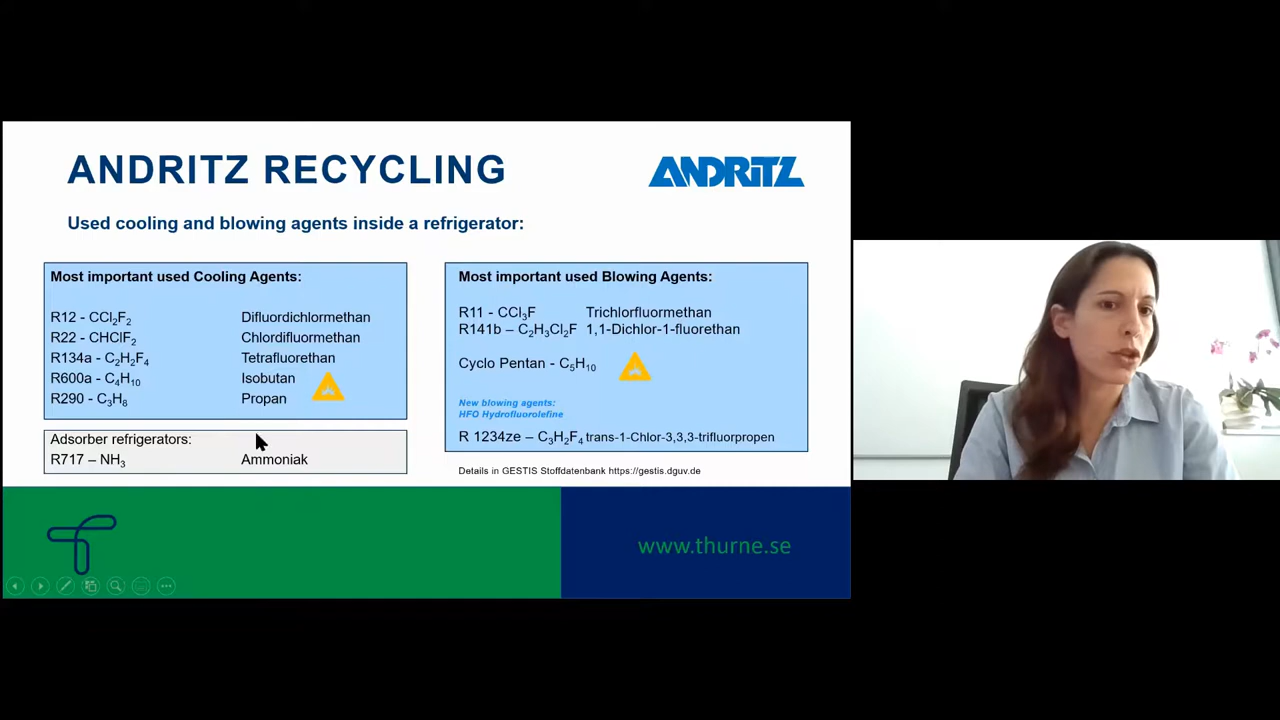 ANDRITZ RECYCLING
ANDRITZ
Used cooling and blowing agents inside a refrigerator:
Most important used Cooling Agents:
R12 - CCl₂F₂ Difluordichlormethan
R22 - CHClF₂ Chlordifluormethan
R134a - C₂H₂F₄ Tetrafluorethan
R600a - C₄H₁₀ Isobutan
R290 - C₃H₈ Propan
Adsorber refrigerators:
R717 – NH₃ Ammoniak
Most important used Blowing Agents:
R11 - CCl₃F Trichlorfluormethan
R141b – C₂H₃Cl₂F 1,1-Dichlor-1-fluorethan
Cyclo Pentan - C₅H₁₀
New blowing agents:
HFO Hydrofluorolefine
R 1234ze – C₃H₂F₄ trans-1-Chlor-3,3,3-trifluorpropen
Details in GESTIS Stoffdatenbank https://gestis.dguv.de
www.thurne.se